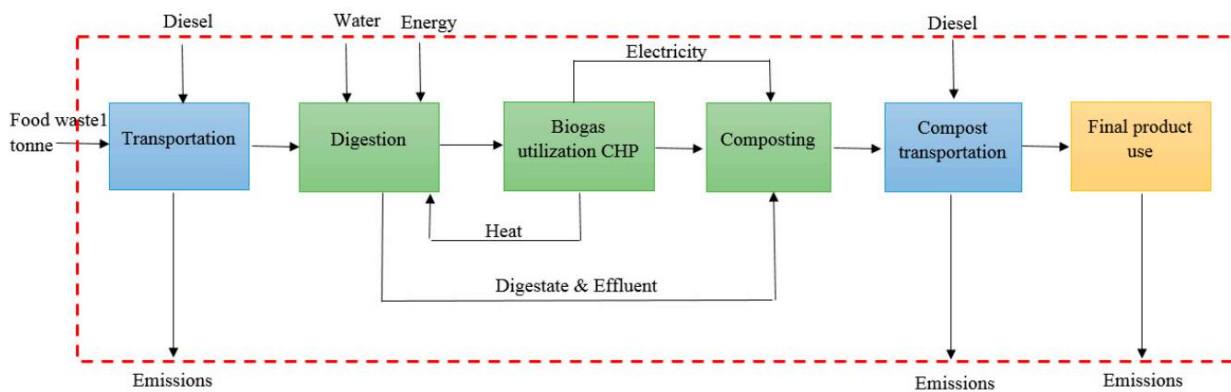 Diesel
Water
Energy
Diesel
Electricity
Food waste1
tonne
Transportation
Digestion
Biogas
utilization CHP
Composting
Compost
transportation
Final product
use
Heat
Digestate & Effluent
Emissions
Emissions
Emissions